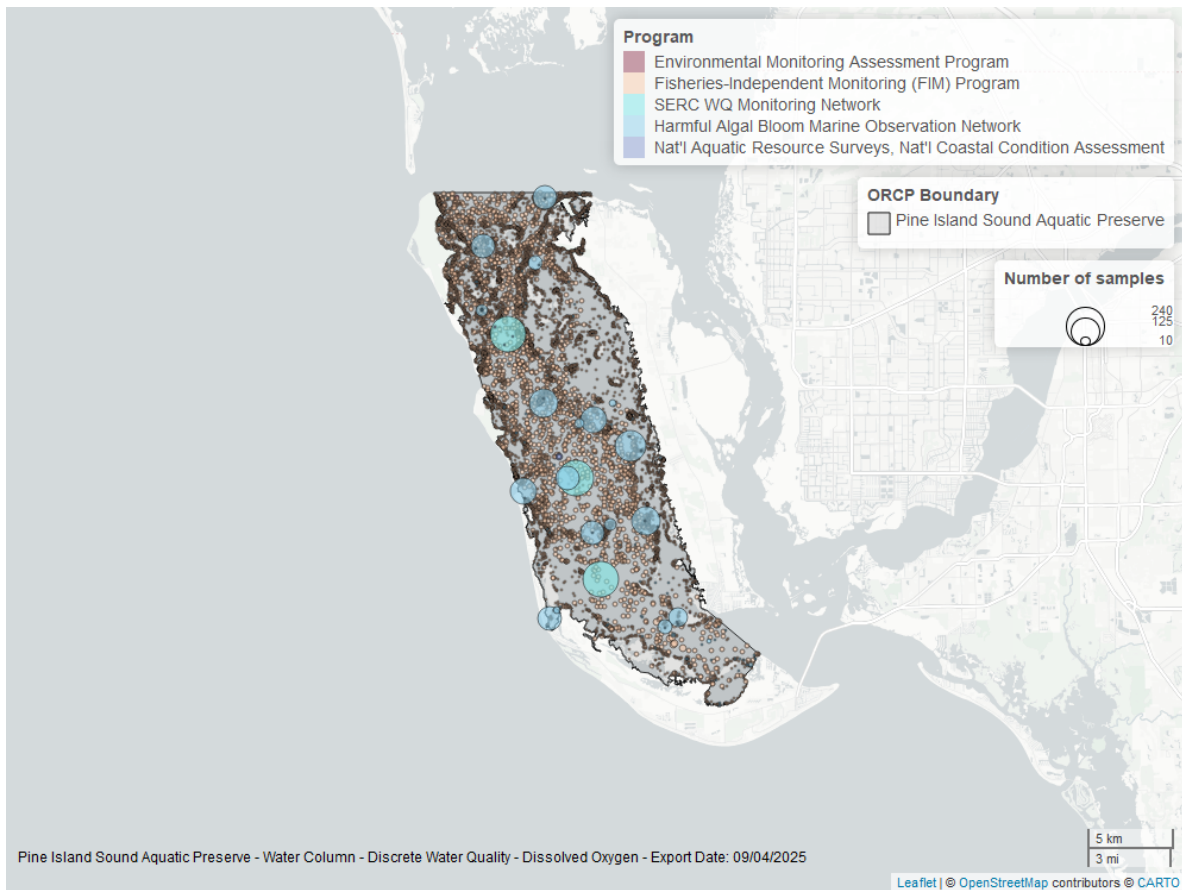 Program
Environmental Monitoring Assessment Program
Fisheries-Independent Monitoring (FIM) Program
SERC WQ Monitoring Network
Harmful Algal Bloom Marine Observation Network
Nat'l Aquatic Resource Surveys, Nat'l Coastal Condition Assessment
ORCP Boundary
Pine Island Sound Aquatic Preserve
Number of samples
240
125
10
5 km
3 mi
Pine Island Sound Aquatic Preserve - Water Column - Discrete Water Quality - Dissolved Oxygen - Export Date: 09/04/2025
Leaflet | © OpenStreetMap contributors © CARTO